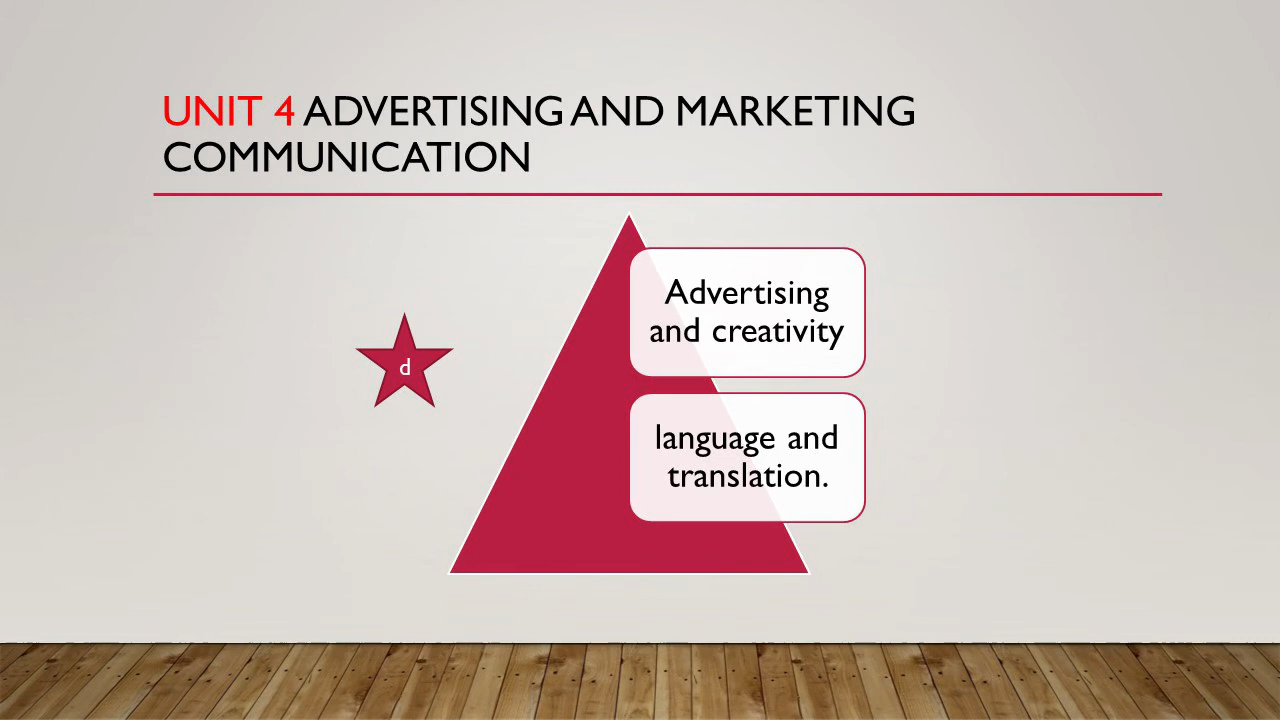 UNIT 4 ADVERTISING AND MARKETING
COMMUNICATION
Advertising
and creativity
d
language and
translation.